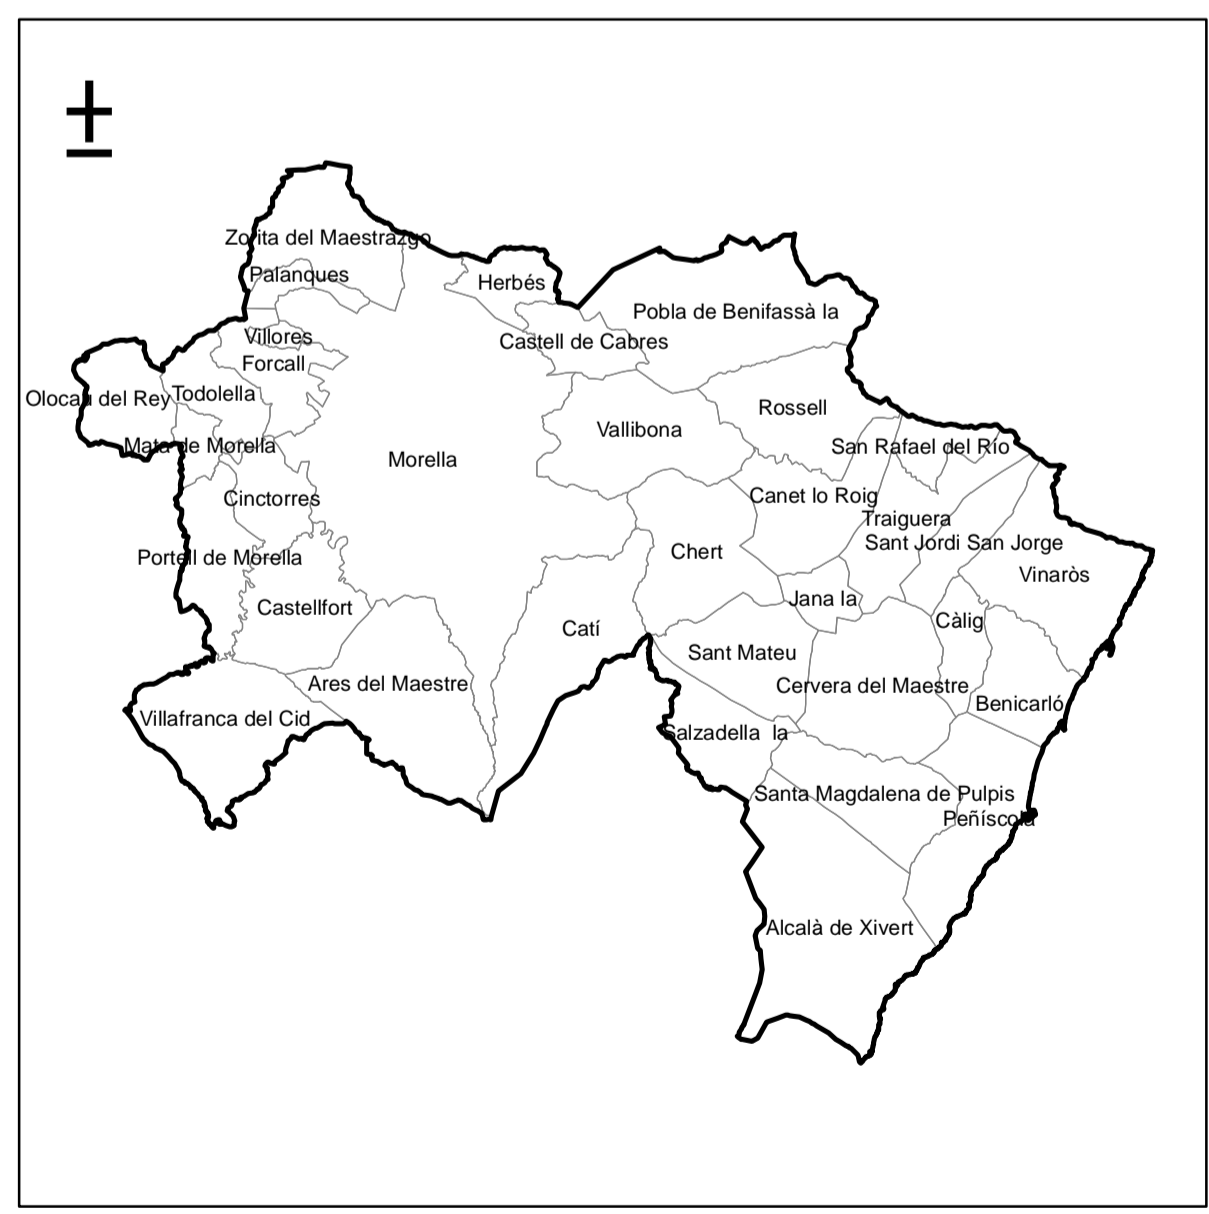 Zorita del Maestrazgo
Palanques
Herbés
Pobla de Benifassà la
Villores
Castell de Cabres
Forcall
Todolella
Olocau del Rey
Rossell
Vallibona
Mata de Morella
San Rafael del Río
Morella
Cinctorres
Canet lo Roig
Traiguera
Sant Jordi San Jorge
Chert
Portell de Morella
Vinaròs
Jana la
Castellfort
Càlig
Catí
Sant Mateu
Ares del Maestre
Cervera del Maestre
Benicarló
Villafranca del Cid
Salzadella  la
Santa Magdalena de Pulpis
Peñíscola
Alcalà de Xivert